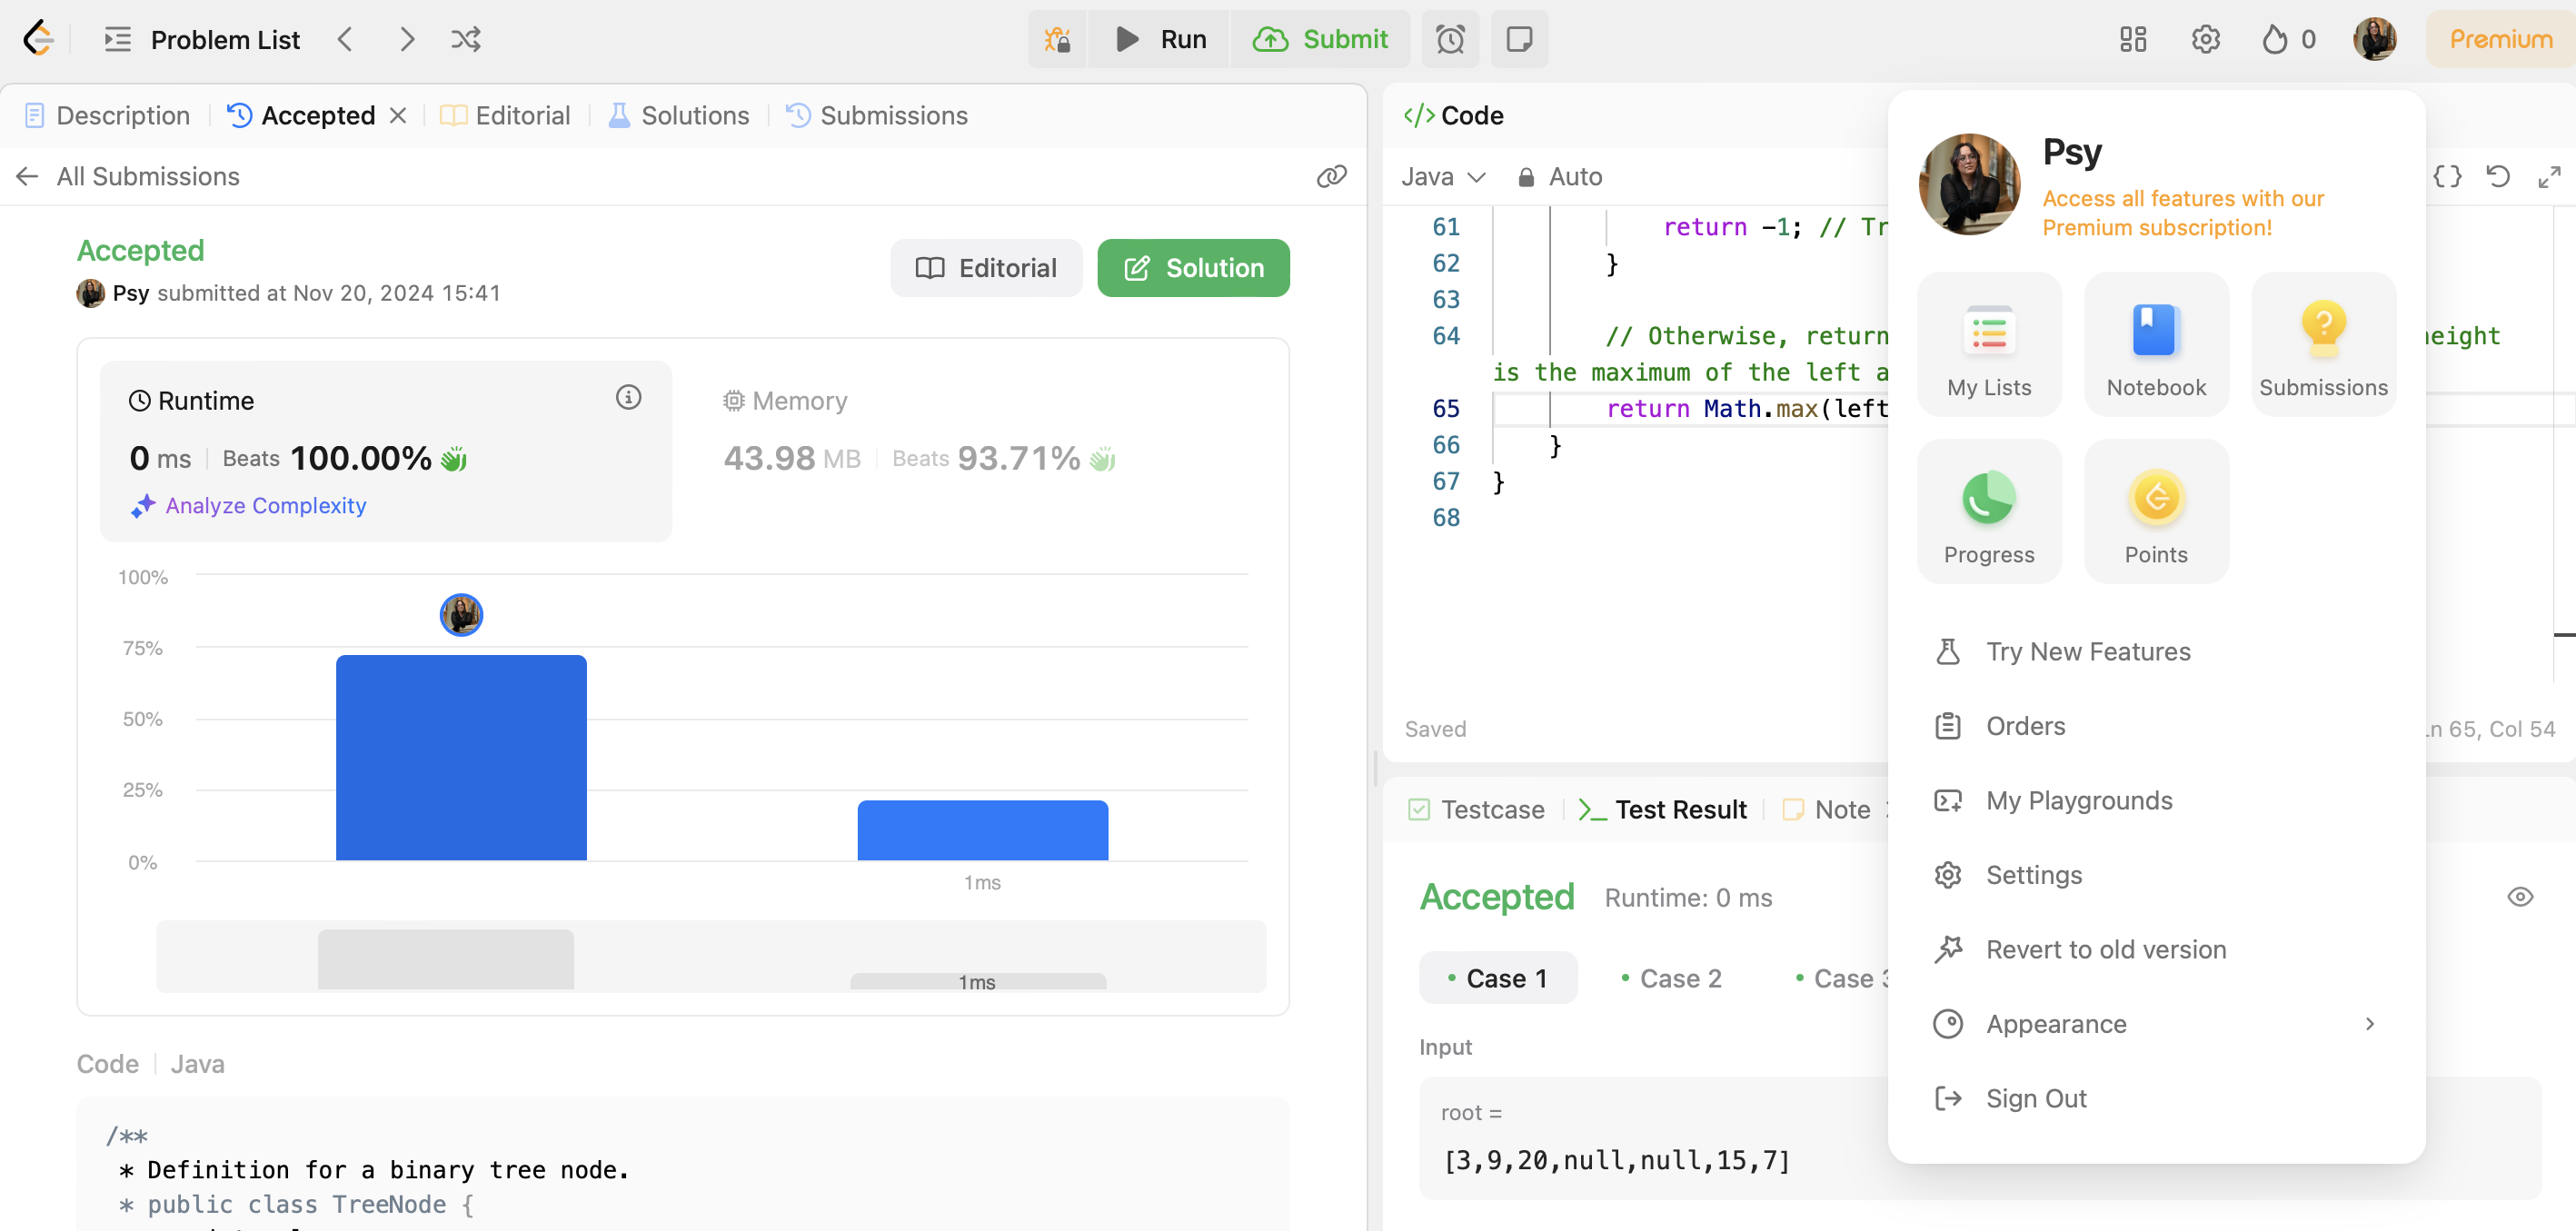 Problem List
Run
Submit
0
Premium
Description
Accepted
Editorial
Solutions
Submissions
All Submissions
Accepted
Psy submitted at Nov 20, 2024 15:41
Editorial
Solution
Runtime
0 ms
Beats 100.00%
Analyze Complexity
Memory
43.98 MB
Beats 93.71%
100%
75%
50%
25%
0%
1ms
1ms
Code
Java
/**
* Definition for a binary tree node.
* public class TreeNode {
</> Code
Java
Auto
61 return -1; // Tr
62 }
63
64 // Otherwise, return
is the maximum of the left a
65 return Math.max(left
66 }
67 }
68
Saved
Ln 65, Col 54
Testcase
Test Result
Note
Accepted
Runtime: 0 ms
Case 1
Case 2
Case 3
Input
root =
[3,9,20,null,null,15,7]
Psy
Access all features with our
Premium subscription!
My Lists
Notebook
Submissions
Progress
Points
Try New Features
Orders
My Playgrounds
Settings
Revert to old version
Appearance
Sign Out